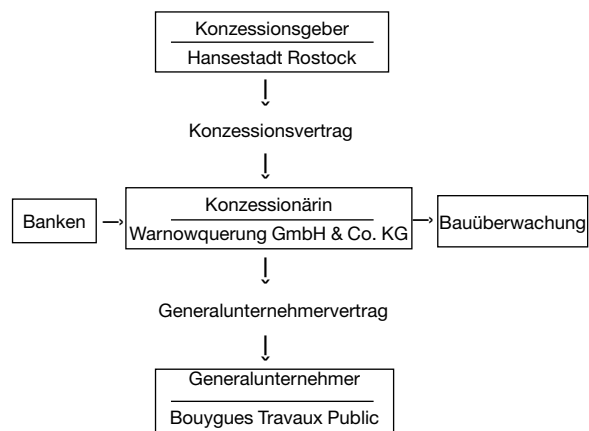 Konzessionsgeber
Hansestadt Rostock
Konzessionsvertrag
Banken
Konzessionärin
Warnowquerung GmbH & Co. KG
Bauüberwachung
Generalunternehmervertrag
Generalunternehmer
Bouygues Travaux Public